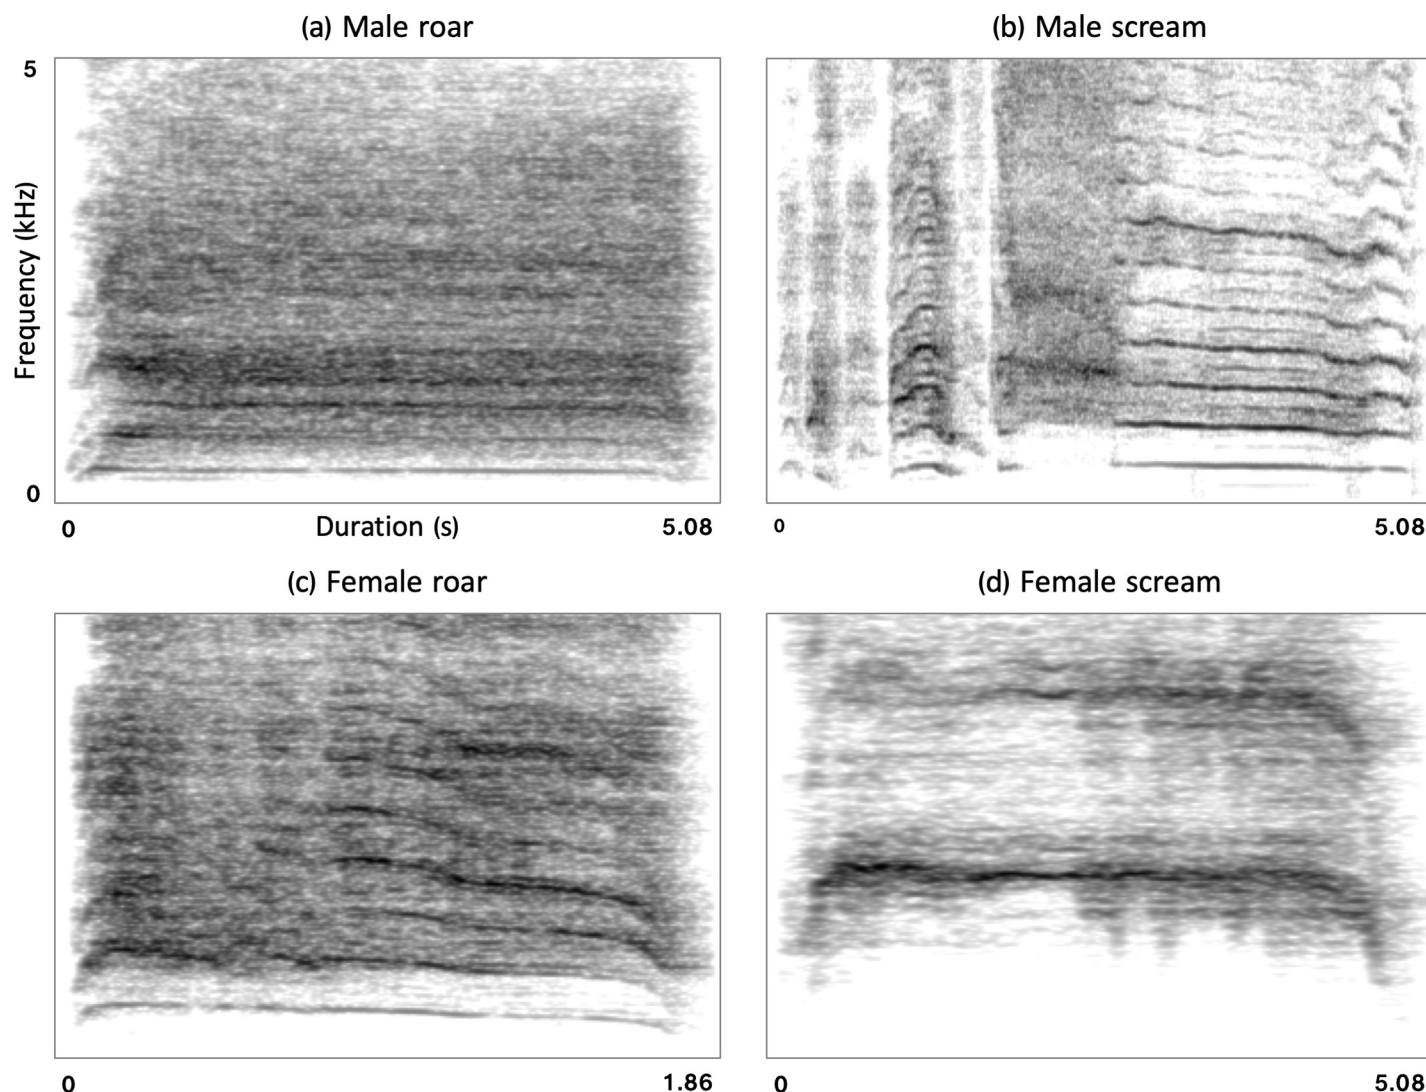 (a) Male roar
(b) Male scream
5
Frequency (kHz)
0
0
Duration (s)
5.08
0
5.08
(c) Female roar
(d) Female scream
0
1.86
0
5.08